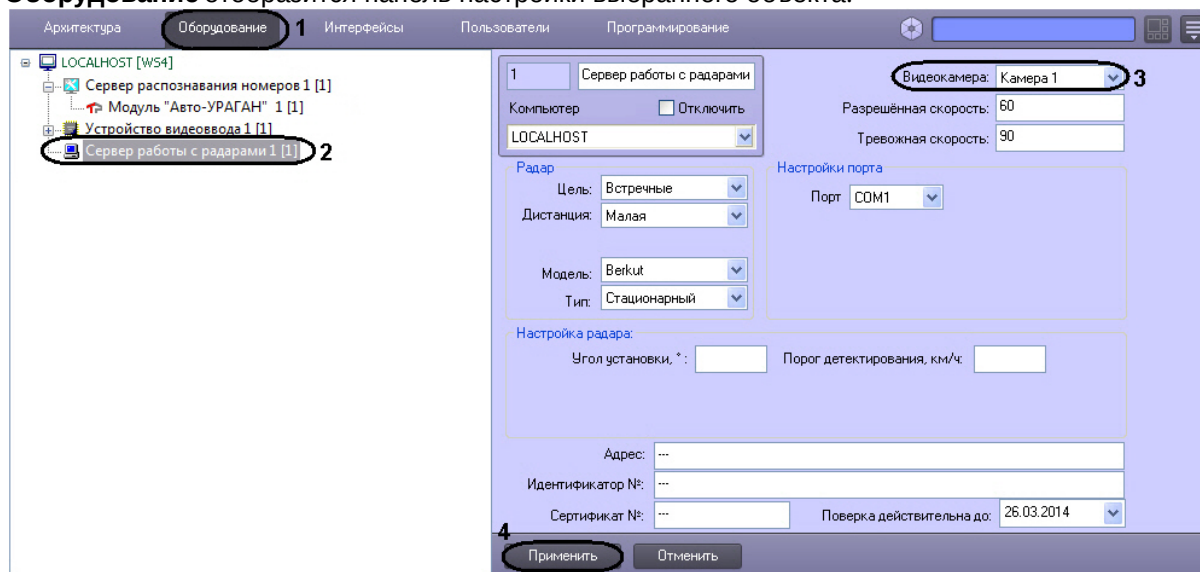 Оборудование отобразится панель настройки выбранного объекта.
Архитектура Оборудование 1 Интерфейсы Пользователи Программирование
LOCALHOST [WS4]
Сервер распознавания номеров 1 [1]
Модуль "Авто-УРАГАН" 1 [1]
Устройство видеоввода 1 [1]
Сервер работы с радарами 1 [1] 2
1 Сервер работы с радарами
Компьютер Отключить
LOCALHOST
Видеокамера: Камера 1 3
Разрешённая скорость: 60
Тревожная скорость: 90
Радар
Цель: Встречные
Дистанция: Малая
Модель: Berkut
Тип: Стационарный
Настройки порта
Порт COM1
Настройка радара:
Угол установки, ° : Порог детектирования, км/ч:
Адрес: ---
Идентификатор №: ---
Сертификат №: --- Поверка действительна до: 26.03.2014
4
Применить Отменить